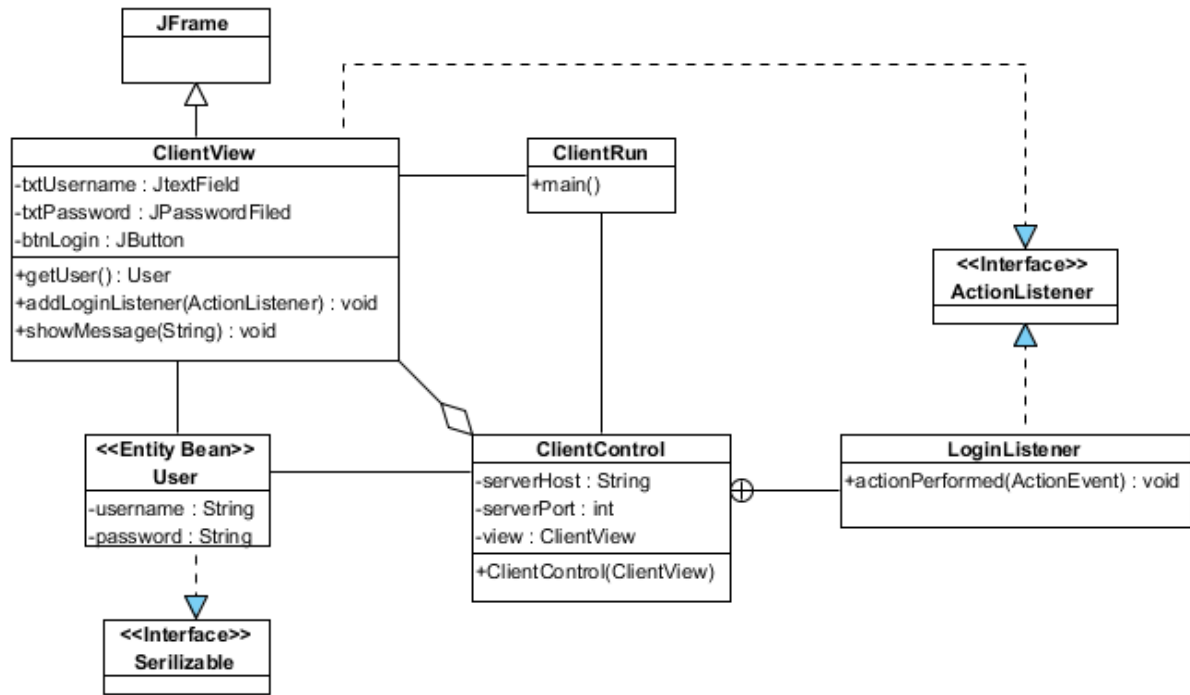 JFrame
ClientView
-txtUsername : JtextField
-txtPassword : JPasswordFiled
-btnLogin : JButton
+getUser() : User
+addLoginListener(ActionListener) : void
+showMessage(String) : void
ClientRun
+main()
<<Interface>>
ActionListener
<<Entity Bean>>
User
-username : String
-password : String
ClientControl
-serverHost : String
-serverPort : int
-view : ClientView
+ClientControl(ClientView)
LoginListener
+actionPerformed(ActionEvent) : void
<<Interface>>
Serilizable